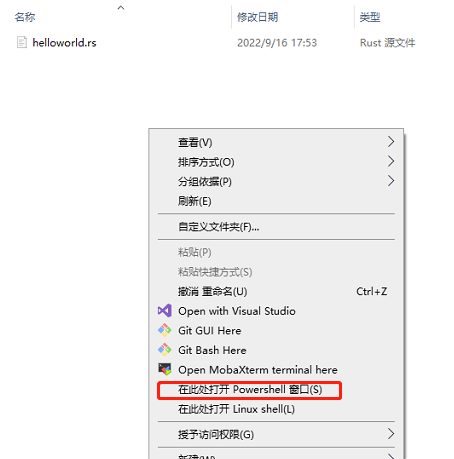 名称 修改日期 类型
helloworld.rs 2022/9/16 17:53 Rust 源文件
查看(V)
排序方式(O)
分组依据(P)
刷新(E)
自定义文件夹(F)...
粘贴(P)
粘贴快捷方式(S)
撤消 重命名(U) Ctrl+Z
Open with Visual Studio
Git GUI Here
Git Bash Here
Open MobaXterm terminal here
在此处打开 Powershell 窗口(S)
在此处打开 Linux shell(L)
授予访问权限(G)
新建(W)